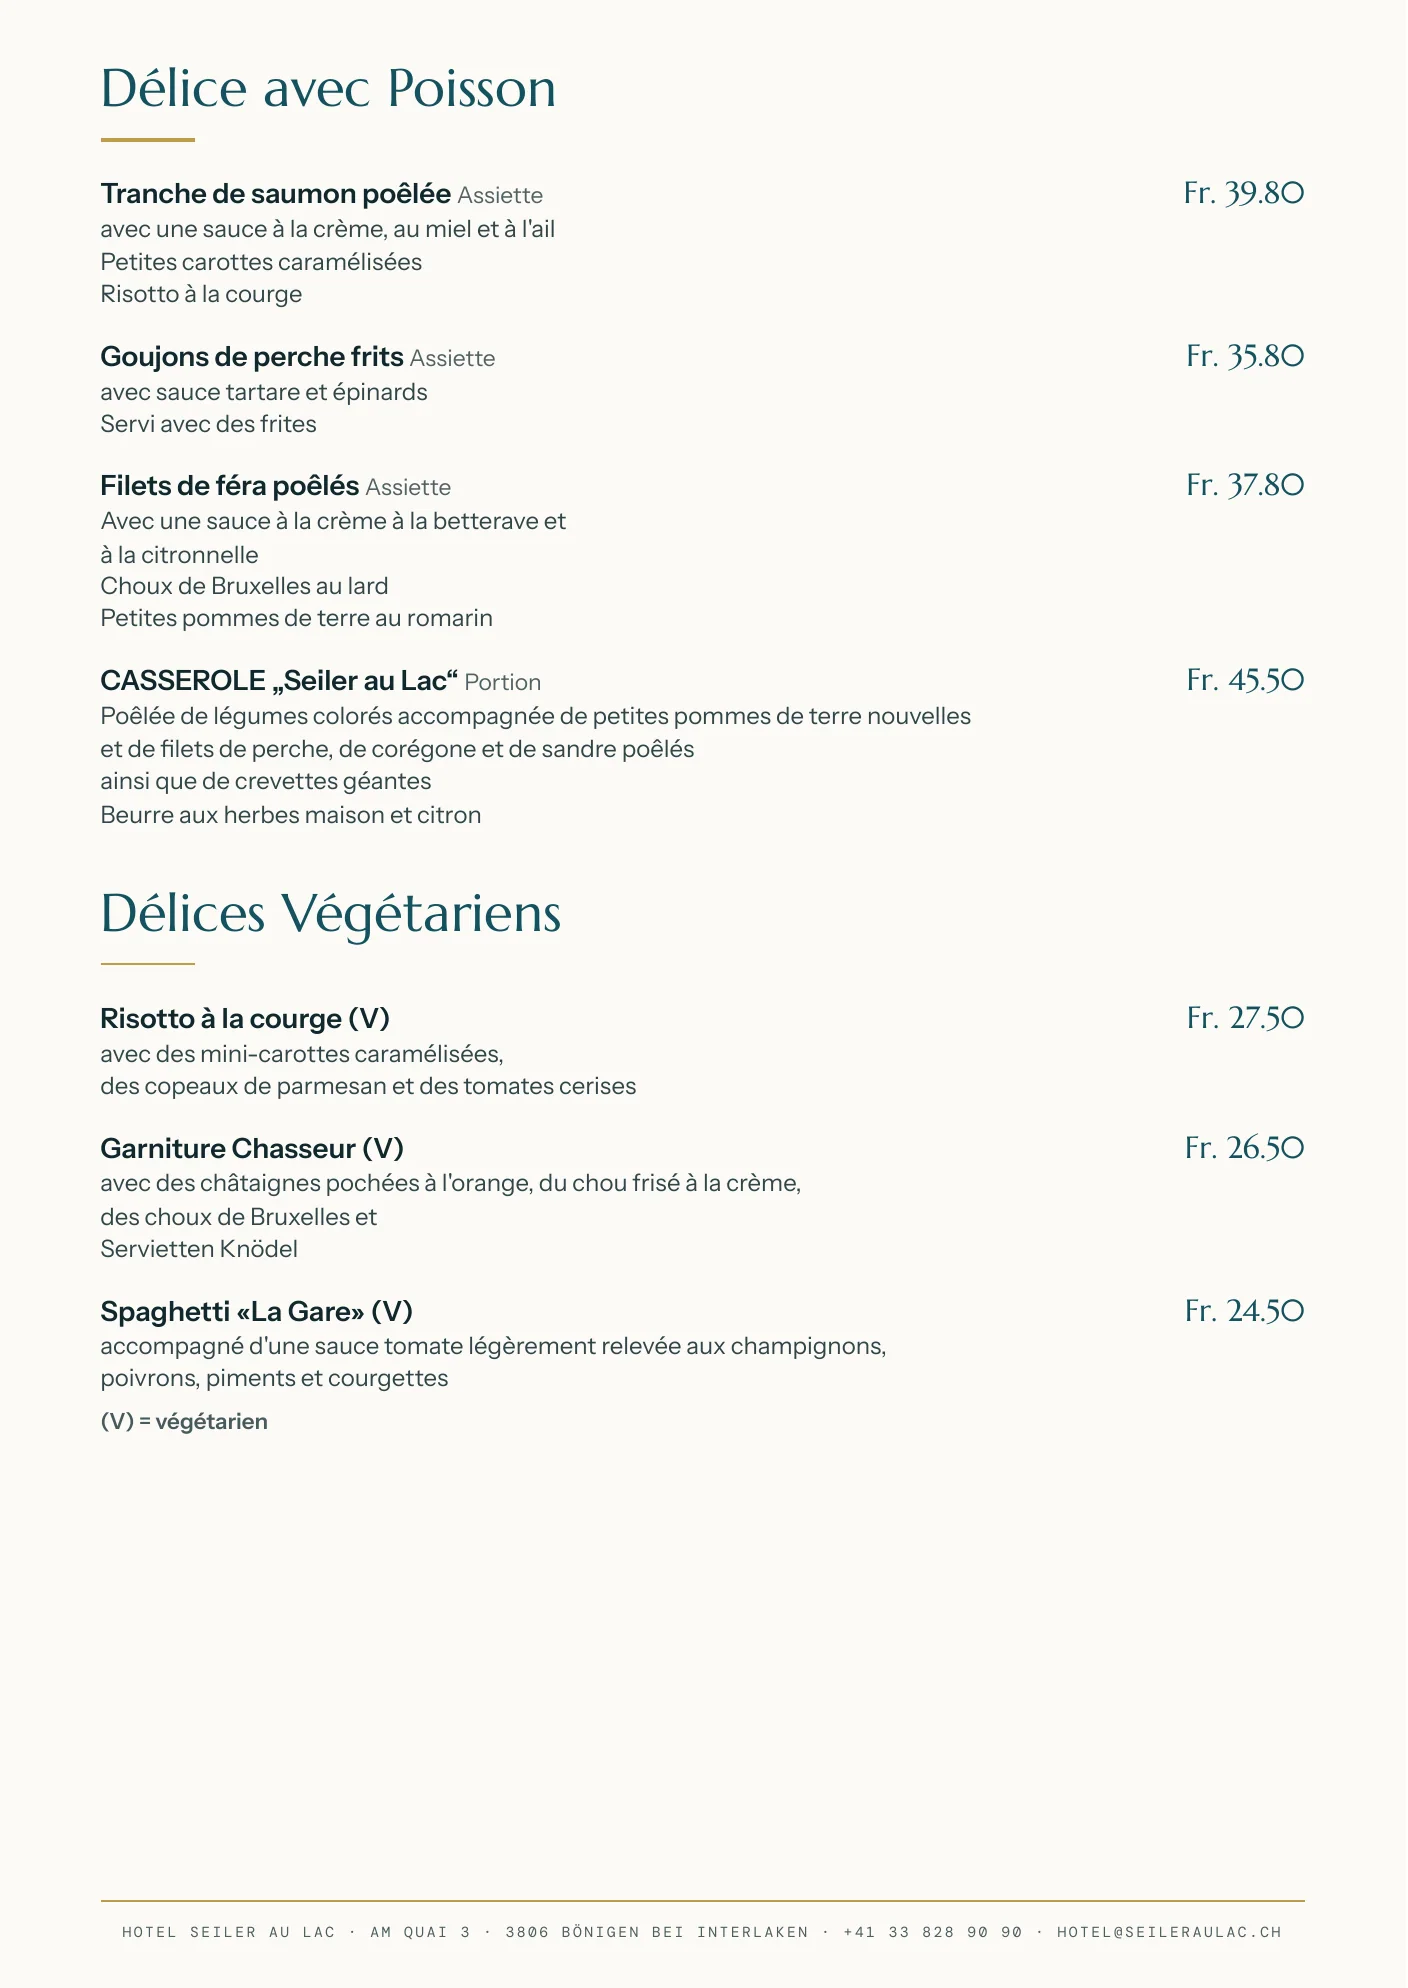 Délice avec Poisson
Tranche de saumon poêlée Assiette Fr. 39.80
avec une sauce à la crème, au miel et à l'ail
Petites carottes caramélisées
Risotto à la courge
Goujons de perche frits Assiette Fr. 35.80
avec sauce tartare et épinards
Servi avec des frites
Filets de féra poêlés Assiette Fr. 37.80
Avec une sauce à la crème à la betterave et
à la citronnelle
Choux de Bruxelles au lard
Petites pommes de terre au romarin
CASSEROLE „Seiler au Lac“ Portion Fr. 45.50
Poêlée de légumes colorés accompagnée de petites pommes de terre nouvelles
et de filets de perche, de corégone et de sandre poêlés
ainsi que de crevettes géantes
Beurre aux herbes maison et citron
Délices Végétariens
Risotto à la courge (V) Fr. 27.50
avec des mini-carottes caramélisées,
des copeaux de parmesan et des tomates cerises
Garniture Chasseur (V) Fr. 26.50
avec des châtaignes pochées à l'orange, du chou frisé à la crème,
des choux de Bruxelles et
Servietten Knödel
Spaghetti «La Gare» (V) Fr. 24.50
accompagné d'une sauce tomate légèrement relevée aux champignons,
poivrons, piments et courgettes
(V) = végétarien
HOTEL SEILER AU LAC · AM QUAI 3 · 3806 BÖNIGEN BEI INTERLAKEN · +41 33 828 90 90 · HOTEL@SEILERAULAC.CH